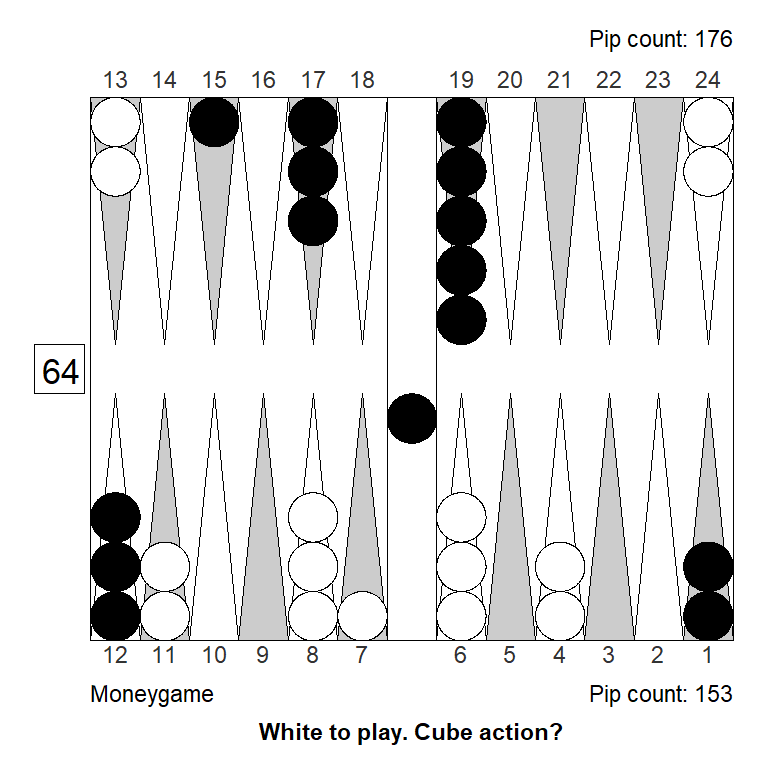 Pip count: 176
13 14 15 16 17 18 19 20 21 22 23 24
64
12 11 10 9 8 7 6 5 4 3 2 1
Moneygame Pip count: 153
White to play. Cube action?